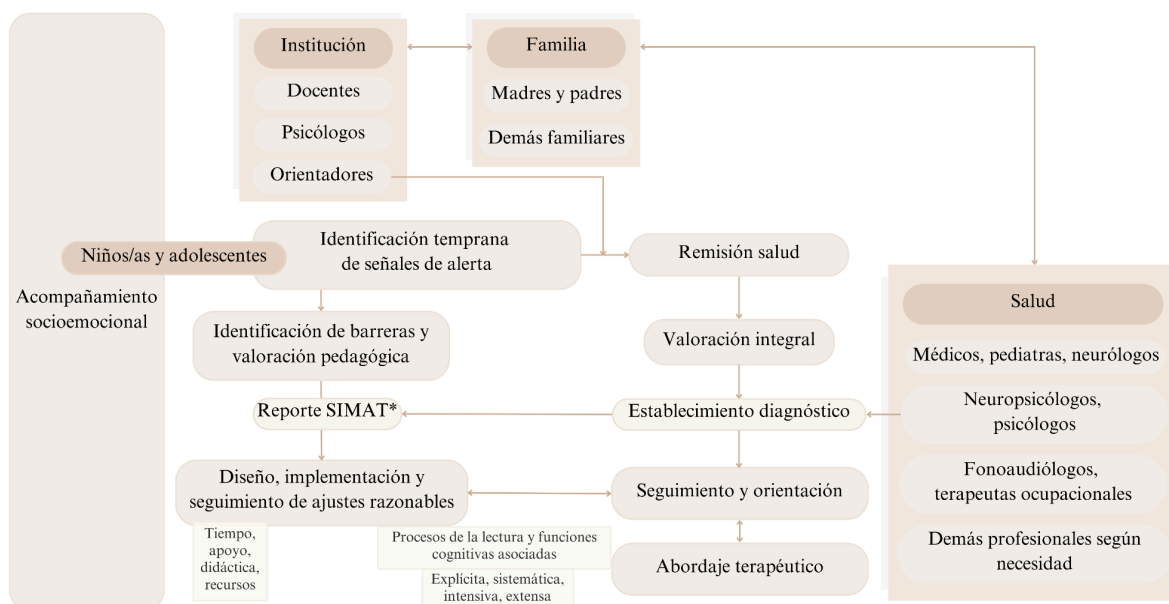 Institución
Docentes
Psicólogos
Orientadores
Familia
Madres y padres
Demás familiares
Niños/as y adolescentes
Acompañamiento
socioemocional
Identificación temprana
de señales de alerta
Remisión salud
Identificación de barreras y
valoración pedagógica
Valoración integral
Reporte SIMAT*
Establecimiento diagnóstico
Diseño, implementación y
seguimiento de ajustes razonables
Seguimiento y orientación
Tiempo,
apoyo,
didáctica,
recursos
Procesos de la lectura y funciones
cognitivas asociadas
Explícita, sistemática,
intensiva, extensa
Abordaje terapéutico
Salud
Médicos, pediatras, neurólogos
Neuropsicólogos,
psicólogos
Fonoaudiólogos,
terapeutas ocupacionales
Demás profesionales según
necesidad